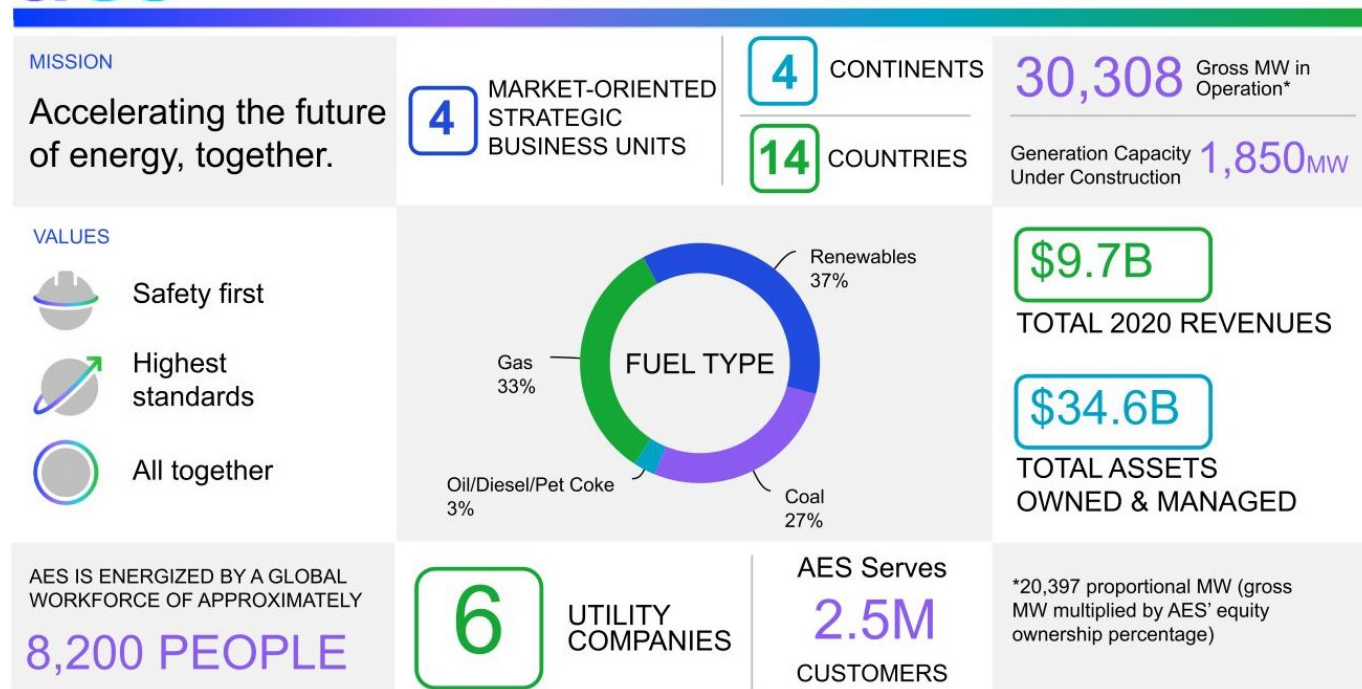 MISSION
Accelerating the future
of energy, together.
4
MARKET-ORIENTED
STRATEGIC
BUSINESS UNITS
4
CONTINENTS
14
COUNTRIES
30,308
Gross MW in
Operation*
Generation Capacity
Under Construction
1,850MW
VALUES
Safety first
Highest
standards
All together
FUEL TYPE
Renewables
37%
Gas
33%
Oil/Diesel/Pet Coke
3%
Coal
27%
$9.7B
TOTAL 2020 REVENUES
$34.6B
TOTAL ASSETS
OWNED & MANAGED
AES IS ENERGIZED BY A GLOBAL
WORKFORCE OF APPROXIMATELY
8,200 PEOPLE
6
UTILITY
COMPANIES
AES Serves
2.5M
CUSTOMERS
*20,397 proportional MW (gross
MW multiplied by AES’ equity
ownership percentage)